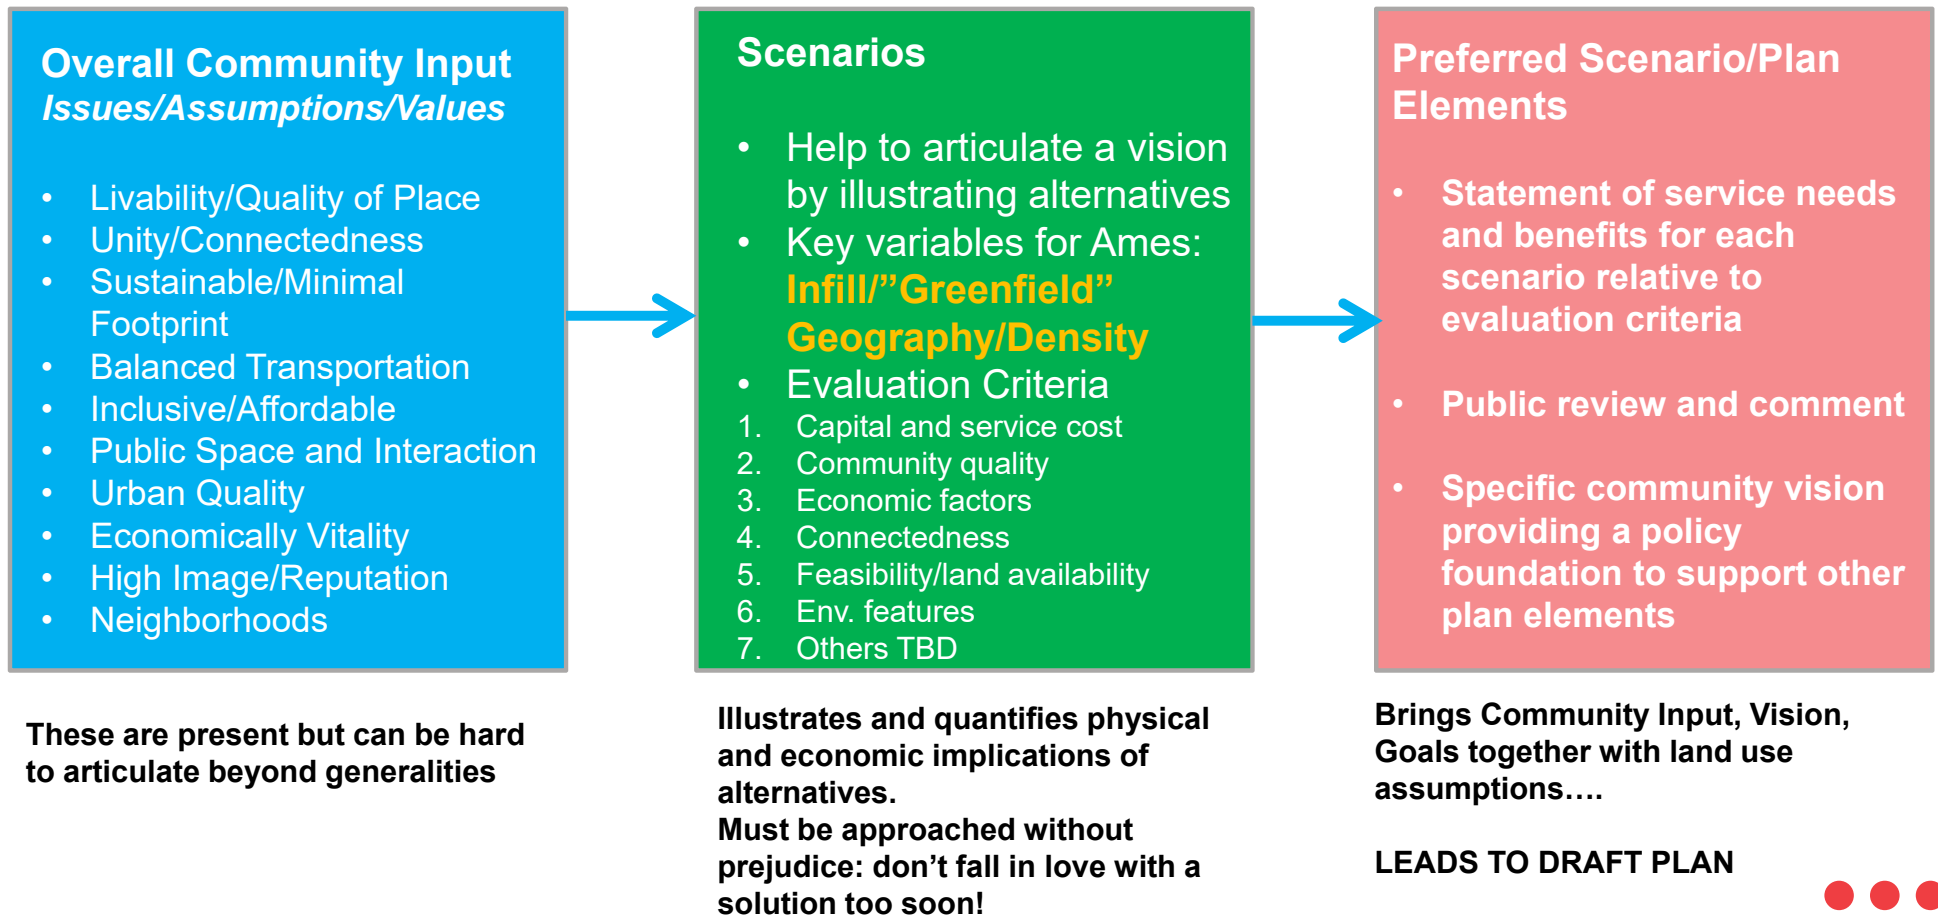 Overall Community Input
Issues/Assumptions/Values
• Livability/Quality of Place
• Unity/Connectedness
• Sustainable/Minimal
Footprint
• Balanced Transportation
• Inclusive/Affordable
• Public Space and Interaction
• Urban Quality
• Economically Vitality
• High Image/Reputation
• Neighborhoods
These are present but can be hard
to articulate beyond generalities
Scenarios
• Help to articulate a vision
by illustrating alternatives
• Key variables for Ames:
Infill/”Greenfield”
Geography/Density
• Evaluation Criteria
1. Capital and service cost
2. Community quality
3. Economic factors
4. Connectedness
5. Feasibility/land availability
6. Env. features
7. Others TBD
Illustrates and quantifies physical
and economic implications of
alternatives.
Must be approached without
prejudice: don’t fall in love with a
solution too soon!
Preferred Scenario/Plan
Elements
• Statement of service needs
and benefits for each
scenario relative to
evaluation criteria
• Public review and comment
• Specific community vision
providing a policy
foundation to support other
plan elements
Brings Community Input, Vision,
Goals together with land use
assumptions….
LEADS TO DRAFT PLAN